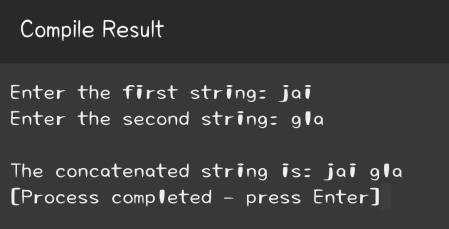 Compile Result
Enter the first string: jai
Enter the second string: gla
The concatenated string is: jai gla
[Process completed - press Enter]